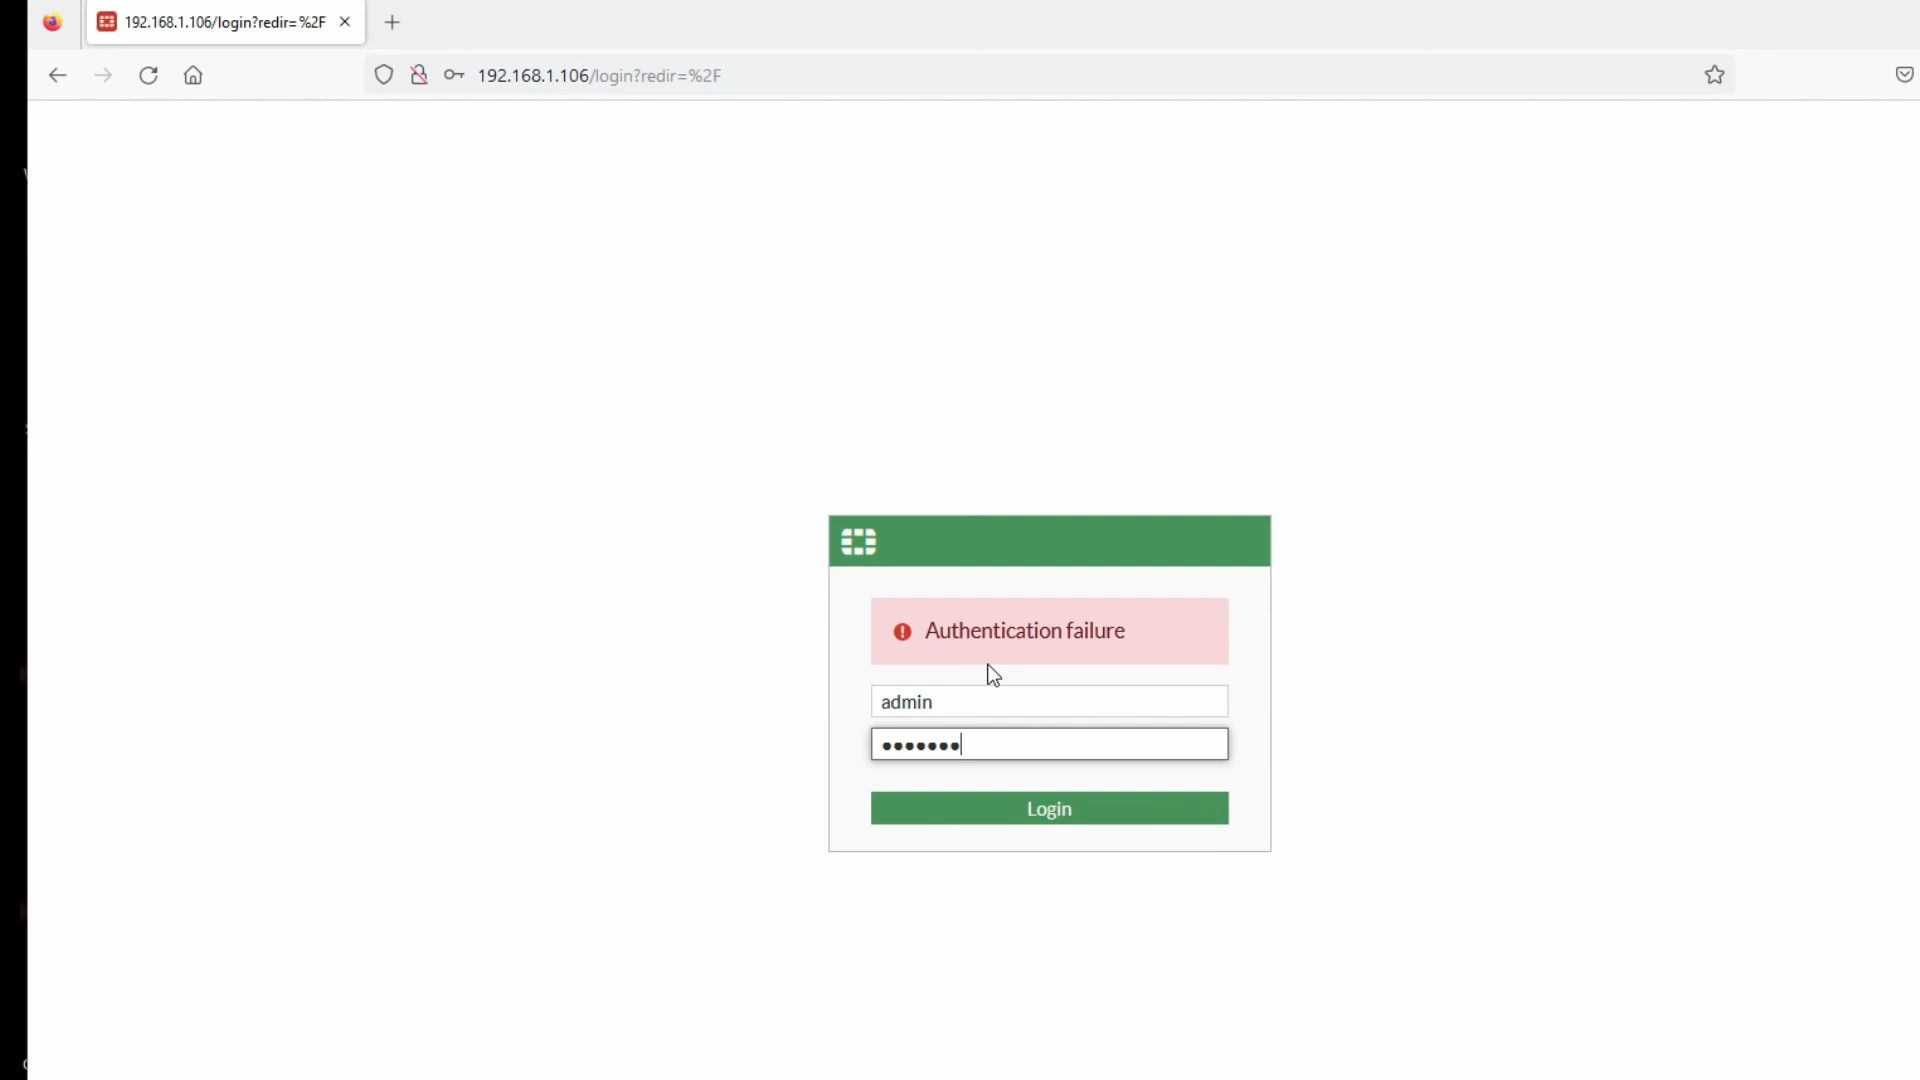 192.168.1.106/login?redir=%2F
192.168.1.106/login?redir=%2F
Authentication failure
admin
•••••••
Login